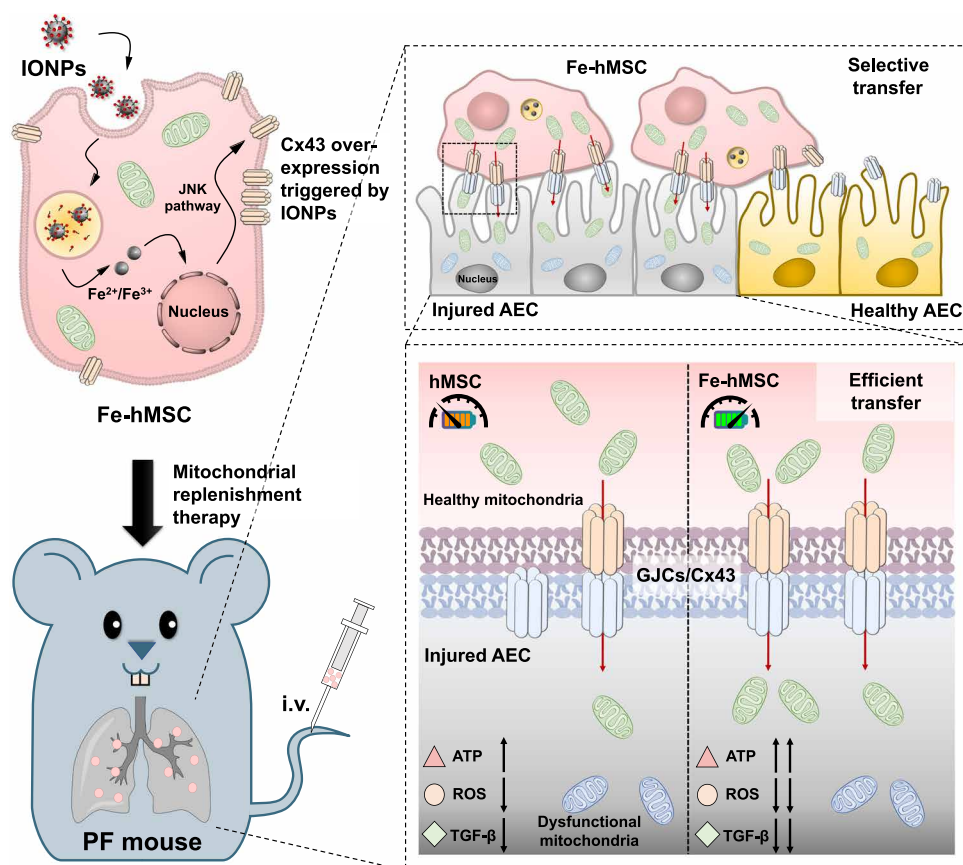 IONPs
Cx43 over-
expression
triggered by
IONPs
JNK
pathway
Fe²⁺/Fe³⁺
Nucleus
Fe-hMSC
Mitochondrial
replenishment
therapy
i.v.
PF mouse
Fe-hMSC
Selective
transfer
Nucleus
Injured AEC
Healthy AEC
hMSC
Fe-hMSC
Efficient
transfer
Healthy mitochondria
GJCs/Cx43
Injured AEC
ATP
ROS
TGF-β
Dysfunctional
mitochondria
ATP
ROS
TGF-β